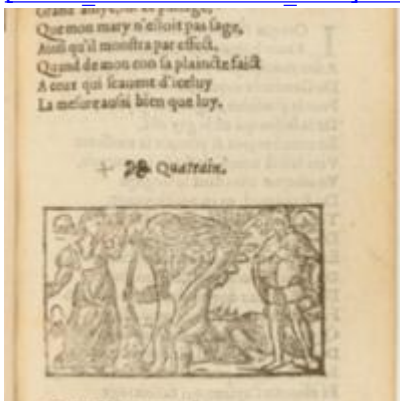 Que mon mary n'estoit pas sage,
Ainsi qu'il monstra par effect,
Quand de mon con sa plaincte faict
A ceux qui sçauent d'iceluy
La mesure aussi bien que luy.
Quatrain.